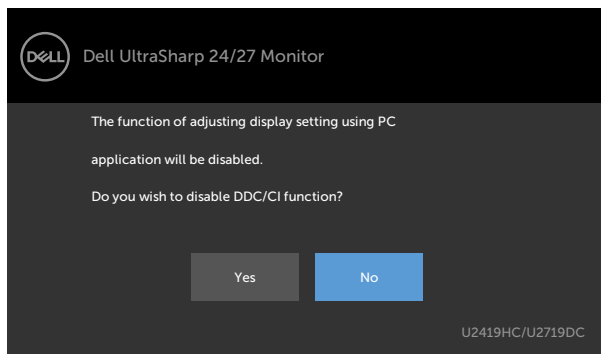 DELL
Dell UltraSharp 24/27 Monitor
The function of adjusting display setting using PC
application will be disabled.
Do you wish to disable DDC/CI function?
Yes
No
U2419HC/U2719DC